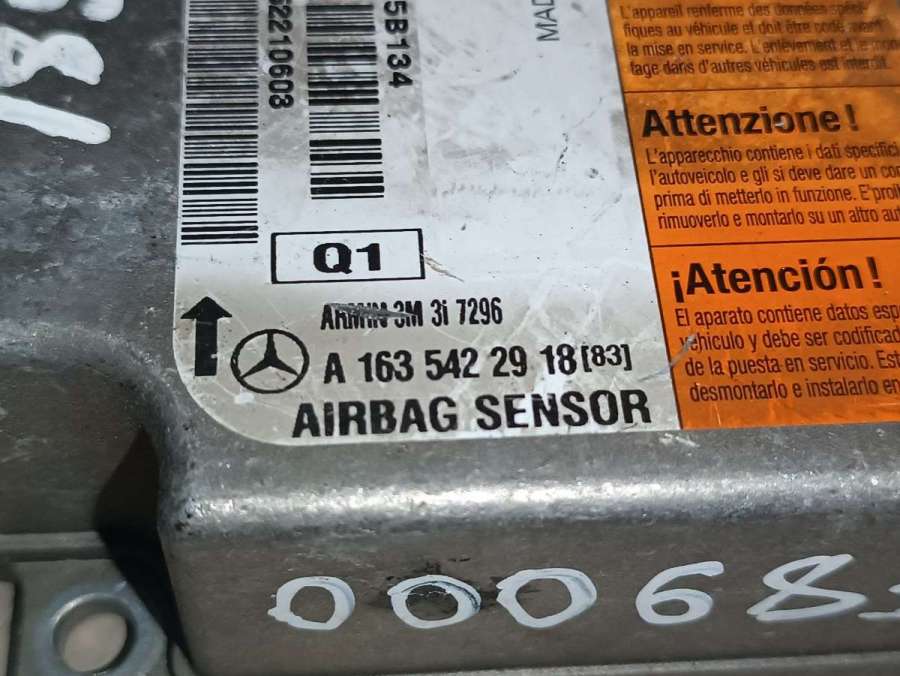 62210603
5B134
MAD
Q1
ARMIN 3M 3i 7296
A 163 542 29 18 [83]
AIRBAG SENSOR
L'appareil renferme des données spéci-
fiques au véhicule et doit être codé avant
la mise en service. L'enlèvement et le mon-
tage dans d'autres véhicules est interdit.
Attenzione!
L'apparecchio contiene i dati specifici
l'autoveicolo e gli si deve dare un co
prima di metterlo in funzione. E'proi
rimuoverlo e montarlo su un altro aut
¡Atención!
El aparato contiene datos esp
vehículo y debe ser codificad
de la puesta en servicio. Est
desmontarlo e instalarlo en
00068